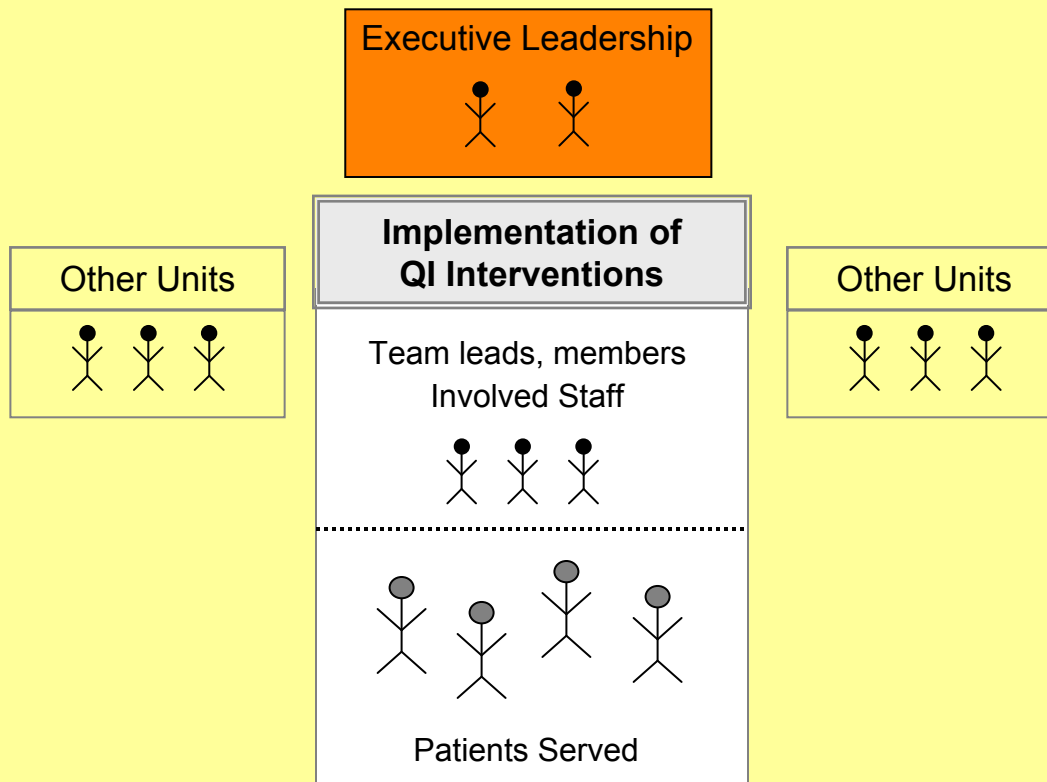 Executive Leadership
Implementation of
QI Interventions
Other Units
Other Units
Team leads, members
Involved Staff
Patients Served